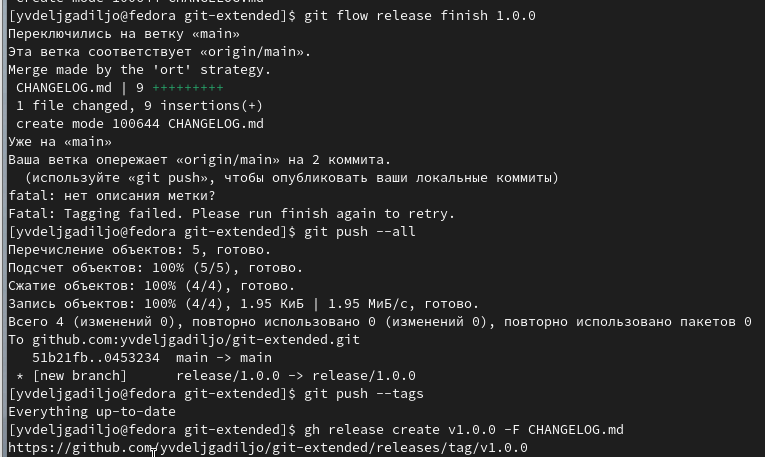 create mode 100644 CHANGELOG.md
[yvdeljgadiljo@fedora git-extended]$ git flow release finish 1.0.0
Переключились на ветку «main»
Эта ветка соответствует «origin/main».
Merge made by the 'ort' strategy.
CHANGELOG.md | 9 +++++++++
1 file changed, 9 insertions(+)
create mode 100644 CHANGELOG.md
Уже на «main»
Ваша ветка опережает «origin/main» на 2 коммита.
(используйте «git push», чтобы опубликовать ваши локальные коммиты)
fatal: нет описания метки?
Fatal: Tagging failed. Please run finish again to retry.
[yvdeljgadiljo@fedora git-extended]$ git push --all
Перечисление объектов: 5, готово.
Подсчет объектов: 100% (5/5), готово.
Сжатие объектов: 100% (4/4), готово.
Запись объектов: 100% (4/4), 1.95 КиБ | 1.95 МиБ/с, готово.
Всего 4 (изменений 0), повторно использовано 0 (изменений 0), повторно использовано пакетов 0
To github.com:yvdeljgadiljo/git-extended.git
51b21fb..0453234  main -> main
* [new branch]      release/1.0.0 -> release/1.0.0
[yvdeljgadiljo@fedora git-extended]$ git push --tags
Everything up-to-date
[yvdeljgadiljo@fedora git-extended]$ gh release create v1.0.0 -F CHANGELOG.md
https://github.com/yvdeljgadiljo/git-extended/releases/tag/v1.0.0